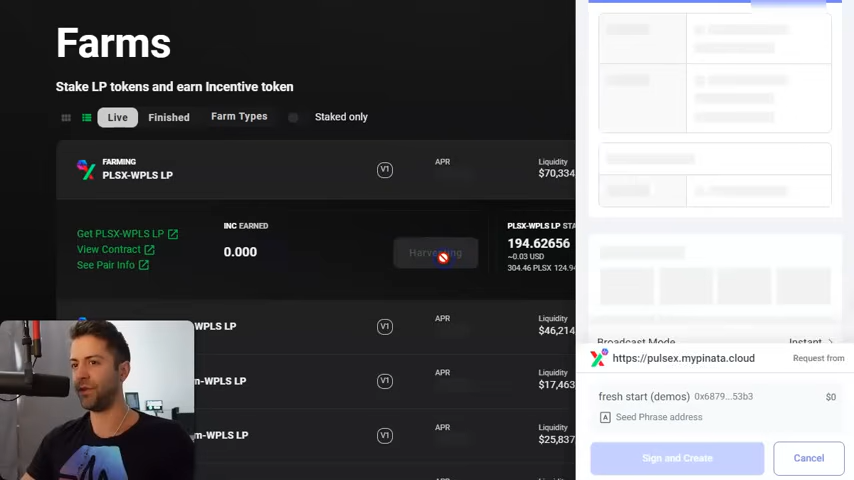 Farms
Stake LP tokens and earn Incentive token
Live
Finished
Farm Types
Staked only
FARMING
PLSX-WPLS LP
V1
APR
Liquidity
$70,334
Get PLSX-WPLS LP
View Contract
See Pair Info
INC EARNED
0.000
Harvesting
PLSX-WPLS LP STA
194.62656
~0.03 USD
304.46 PLSX 124.94
WPLS LP
V1
APR
Liquidity
$46,214
-WPLS LP
V1
APR
Liquidity
$17,463
-WPLS LP
V1
APR
Liquidity
$25,837
Broadcast Mode
Instant
https://pulsex.mypinata.cloud
Request from
fresh start (demos) 0x6879...53b3
$0
Seed Phrase address
Sign and Create
Cancel